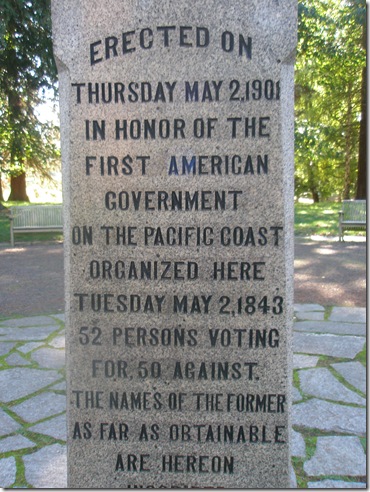 ERECTED ON
THURSDAY MAY 2,1901
IN HONOR OF THE
FIRST AMERICAN
GOVERNMENT
ON THE PACIFIC COAST
ORGANIZED HERE
TUESDAY MAY 2,1843
52 PERSONS VOTING
FOR, 50 AGAINST.
THE NAMES OF THE FORMER
AS FAR AS OBTAINABLE
ARE HEREON